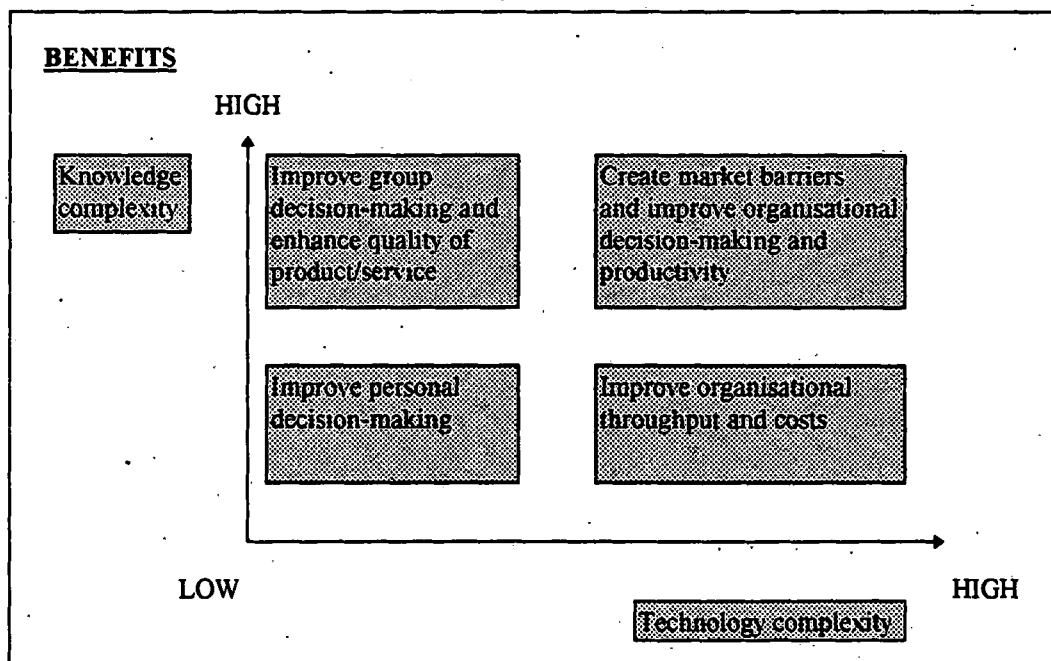 BENEFITS
HIGH
Knowledge
complexity
Improve group
decision-making and
enhance quality of
product/service
Create market barriers
and improve organisational
decision-making and
productivity
Improve personal
decision-making
Improve organisational
throughput and costs
LOW
HIGH
Technology complexity